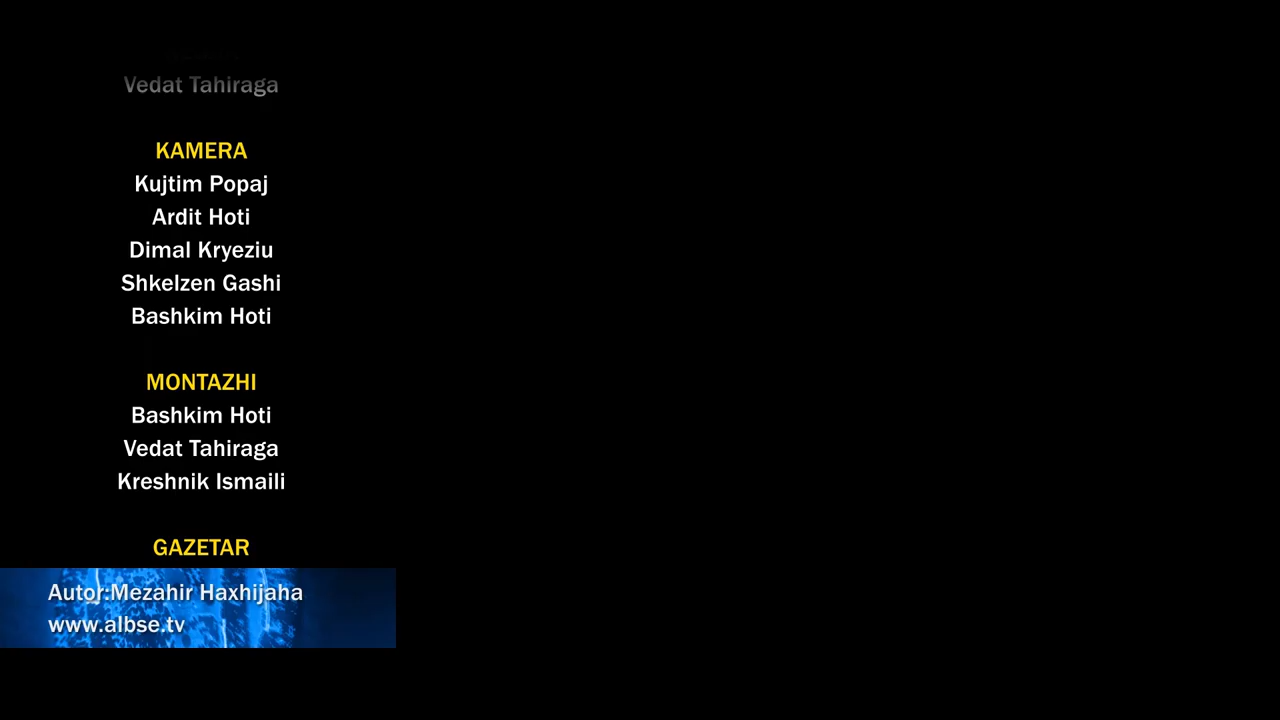 Vedat Tahiraga
KAMERA
Kujtim Popaj
Ardit Hoti
Dimal Kryeziu
Shkelzen Gashi
Bashkim Hoti
MONTAZHI
Bashkim Hoti
Vedat Tahiraga
Kreshnik Ismaili
GAZETAR
Autor:Mezahir Haxhijaha
www.albse.tv